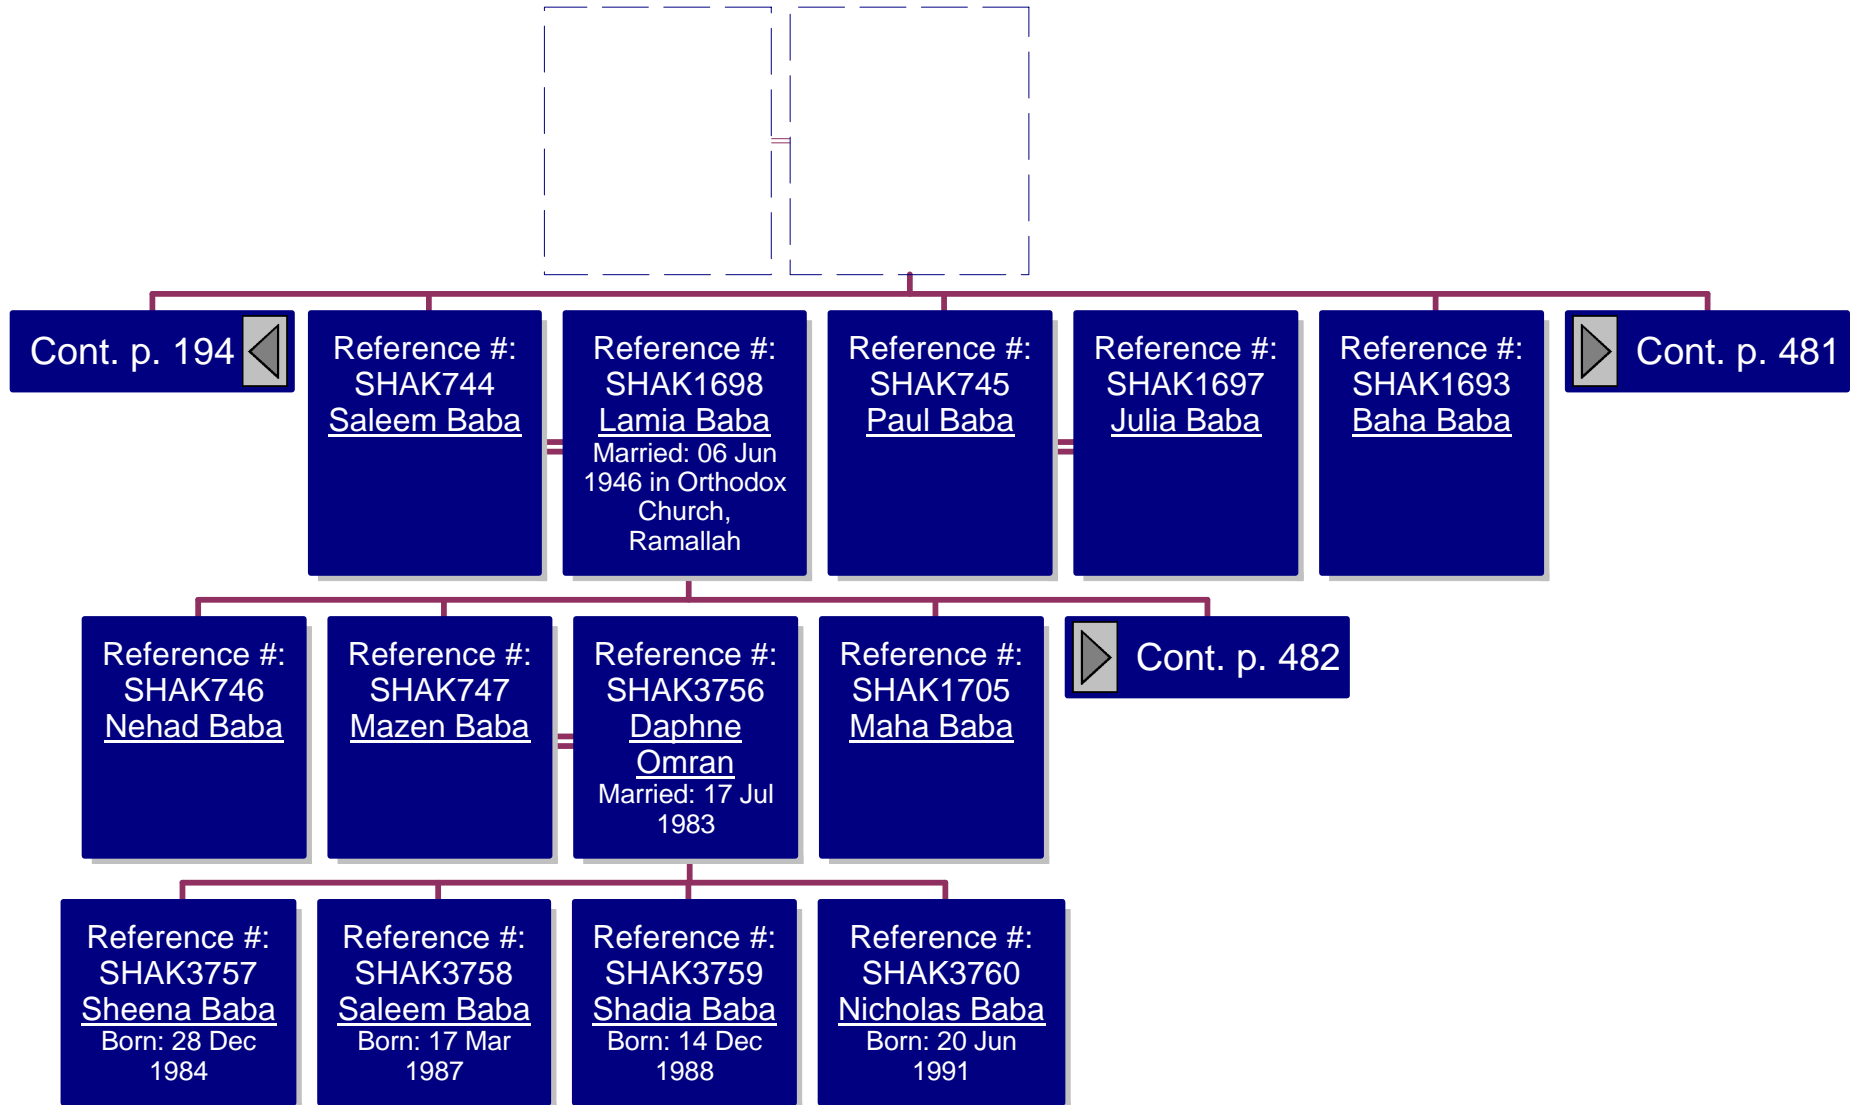 Cont. p. 194
Reference #:
SHAK744
Saleem Baba
Reference #:
SHAK1698
Lamia Baba
Married: 06 Jun
1946 in Orthodox
Church,
Ramallah
Reference #:
SHAK745
Paul Baba
Reference #:
SHAK1697
Julia Baba
Reference #:
SHAK1693
Baha Baba
Cont. p. 481
Reference #:
SHAK746
Nehad Baba
Reference #:
SHAK747
Mazen Baba
Reference #:
SHAK3756
Daphne
Omran
Married: 17 Jul
1983
Reference #:
SHAK1705
Maha Baba
Cont. p. 482
Reference #:
SHAK3757
Sheena Baba
Born: 28 Dec
1984
Reference #:
SHAK3758
Saleem Baba
Born: 17 Mar
1987
Reference #:
SHAK3759
Shadia Baba
Born: 14 Dec
1988
Reference #:
SHAK3760
Nicholas Baba
Born: 20 Jun
1991